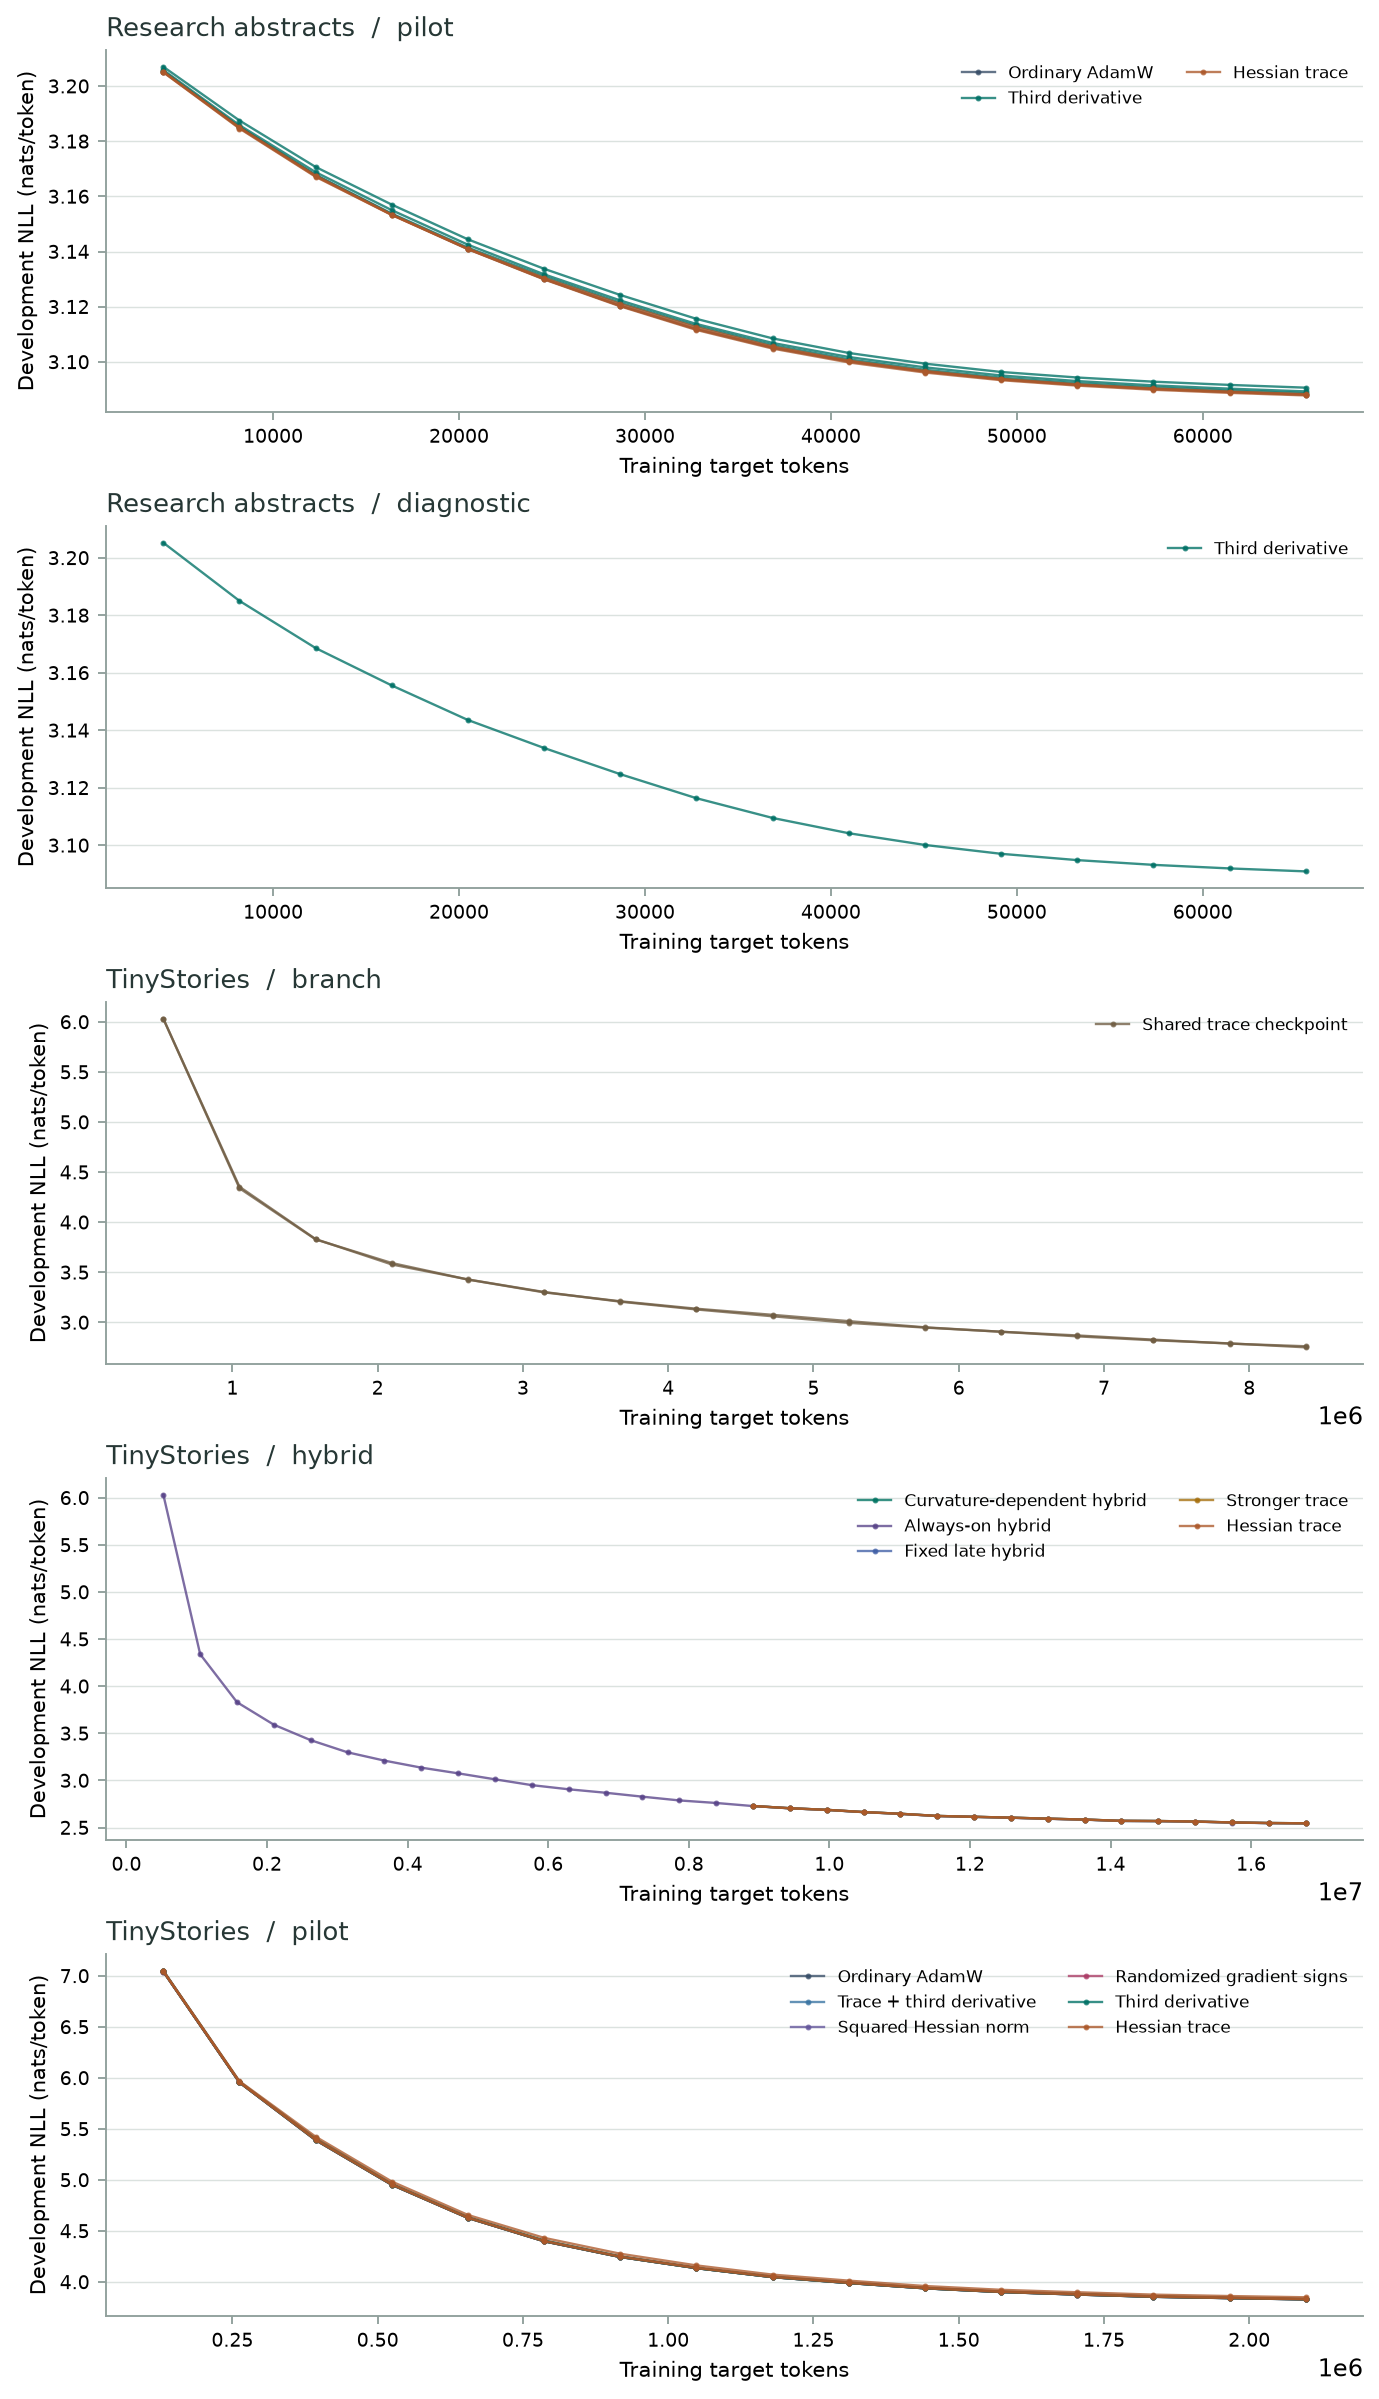 Research abstracts / pilot
Development NLL (nats/token)
3.20
3.18
3.16
3.14
3.12
3.10
Ordinary AdamW
Third derivative
Hessian trace
10000 20000 30000 40000 50000 60000
Training target tokens
Research abstracts / diagnostic
Development NLL (nats/token)
3.20
3.18
3.16
3.14
3.12
3.10
Third derivative
10000 20000 30000 40000 50000 60000
Training target tokens
TinyStories / branch
Development NLL (nats/token)
6.0
5.5
5.0
4.5
4.0
3.5
3.0
Shared trace checkpoint
1 2 3 4 5 6 7 8
Training target tokens
1e6
TinyStories / hybrid
Development NLL (nats/token)
6.0
5.5
5.0
4.5
4.0
3.5
3.0
2.5
Curvature-dependent hybrid
Always-on hybrid
Fixed late hybrid
Stronger trace
Hessian trace
0.0 0.2 0.4 0.6 0.8 1.0 1.2 1.4 1.6
Training target tokens
1e7
TinyStories / pilot
Development NLL (nats/token)
7.0
6.5
6.0
5.5
5.0
4.5
4.0
Ordinary AdamW
Trace + third derivative
Squared Hessian norm
Randomized gradient signs
Third derivative
Hessian trace
0.25 0.50 0.75 1.00 1.25 1.50 1.75 2.00
Training target tokens
1e6